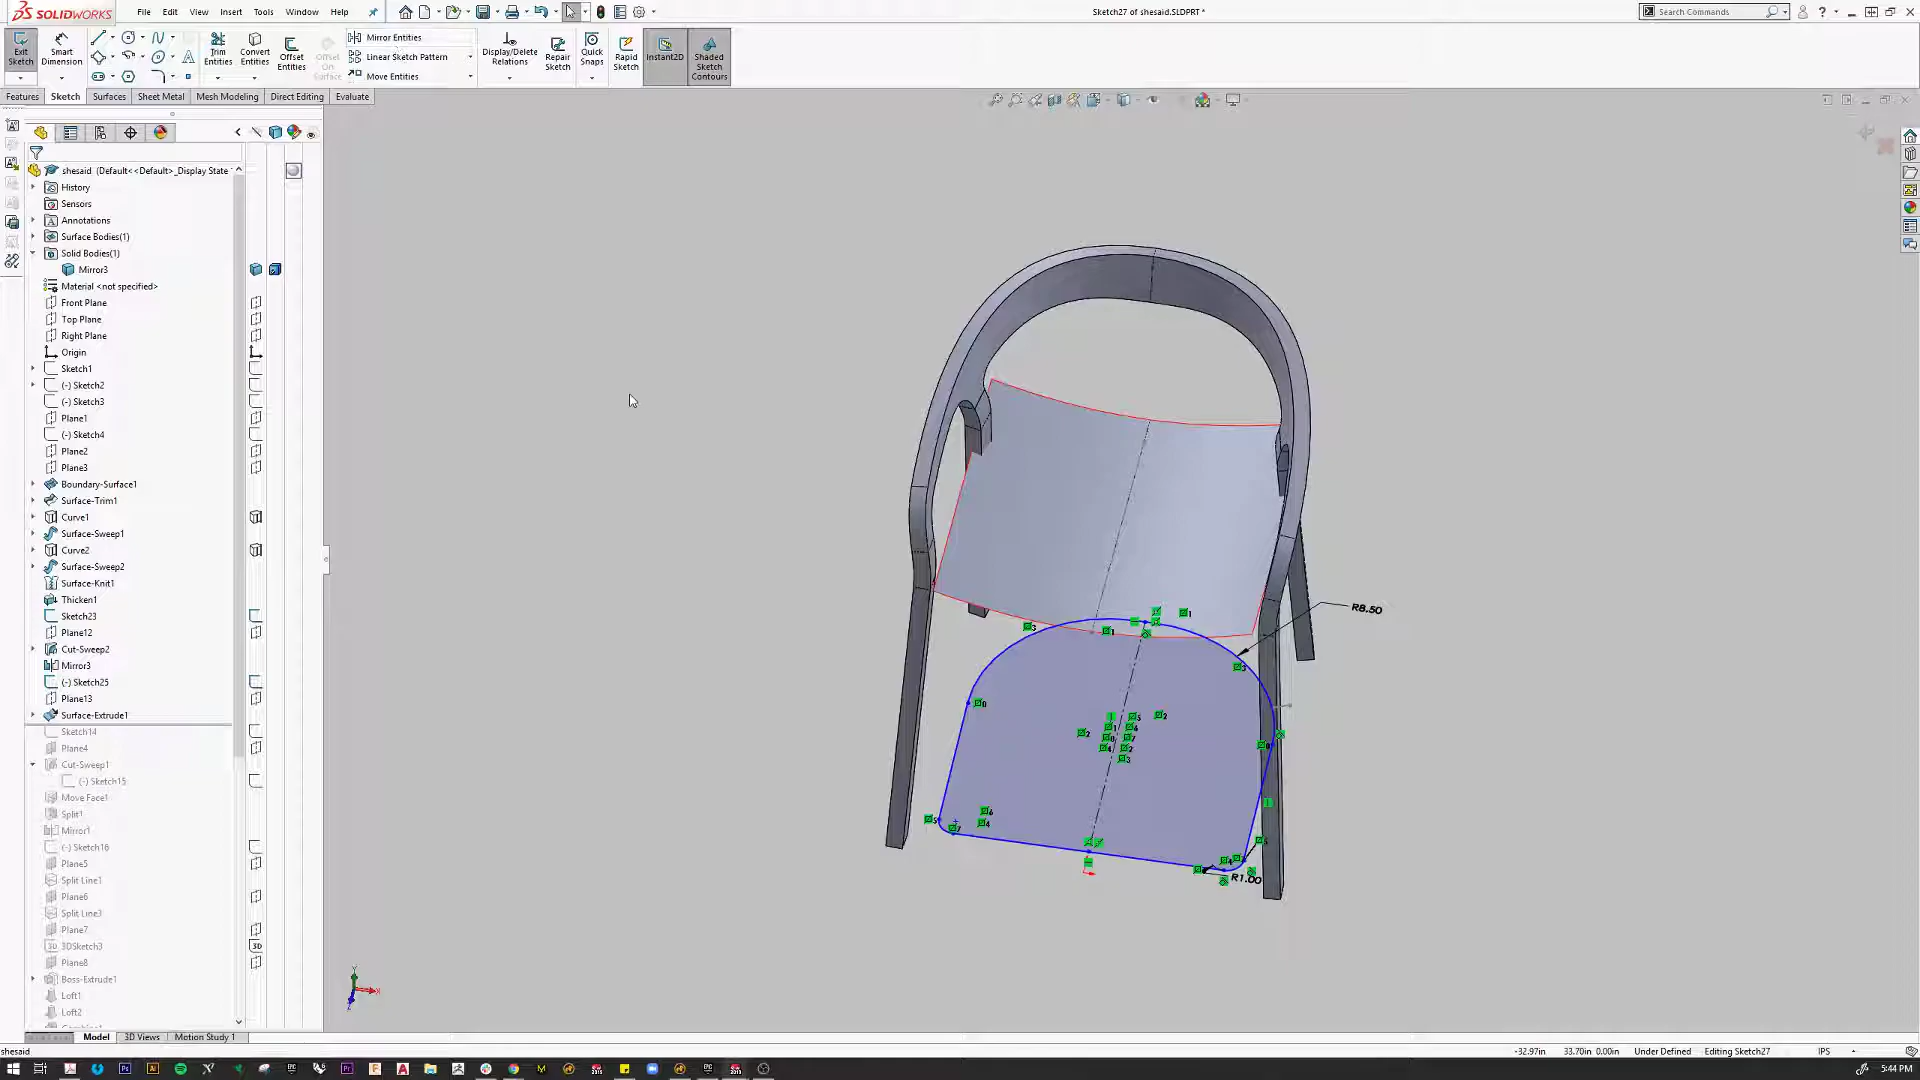 SOLIDWORKS File Edit View Insert Tools Window Help
Sketch27 of shesaid.SLDPRT *
Search Commands
Exit Sketch
Smart Dimension
Trim Entities
Convert Entities
Offset Entities
Offset On Surface
Mirror Entities
Linear Sketch Pattern
Move Entities
Display/Delete Relations
Repair Sketch
Quick Snaps
Rapid Sketch
Instant2D
Shaded Sketch Contours
Features Sketch Surfaces Sheet Metal Mesh Modeling Direct Editing Evaluate
shesaid (Default<<Default>_Display State
History
Sensors
Annotations
Surface Bodies(1)
Solid Bodies(1)
Mirror3
Material <not specified>
Front Plane
Top Plane
Right Plane
Origin
Sketch1
(-) Sketch2
(-) Sketch3
Plane1
(-) Sketch4
Plane2
Plane3
Boundary-Surface1
Surface-Trim1
Curve1
Surface-Sweep1
Curve2
Surface-Sweep2
Surface-Knit1
Thicken1
Sketch23
Plane12
Cut-Sweep2
Mirror3
(-) Sketch25
Plane13
Surface-Extrude1
Sketch14
Plane4
Cut-Sweep1
(-) Sketch15
Move Face1
Split1
Mirror1
(-) Sketch16
Plane5
Split Line1
Plane6
Split Line3
Plane7
3DSketch3
Plane8
Boss-Extrude1
Loft1
Loft2
R8.50
R1.00
Model 3D Views Motion Study 1
shesaid
-32.97in 33.70in 0.00in Under Defined Editing Sketch27 IPS
5:44 PM